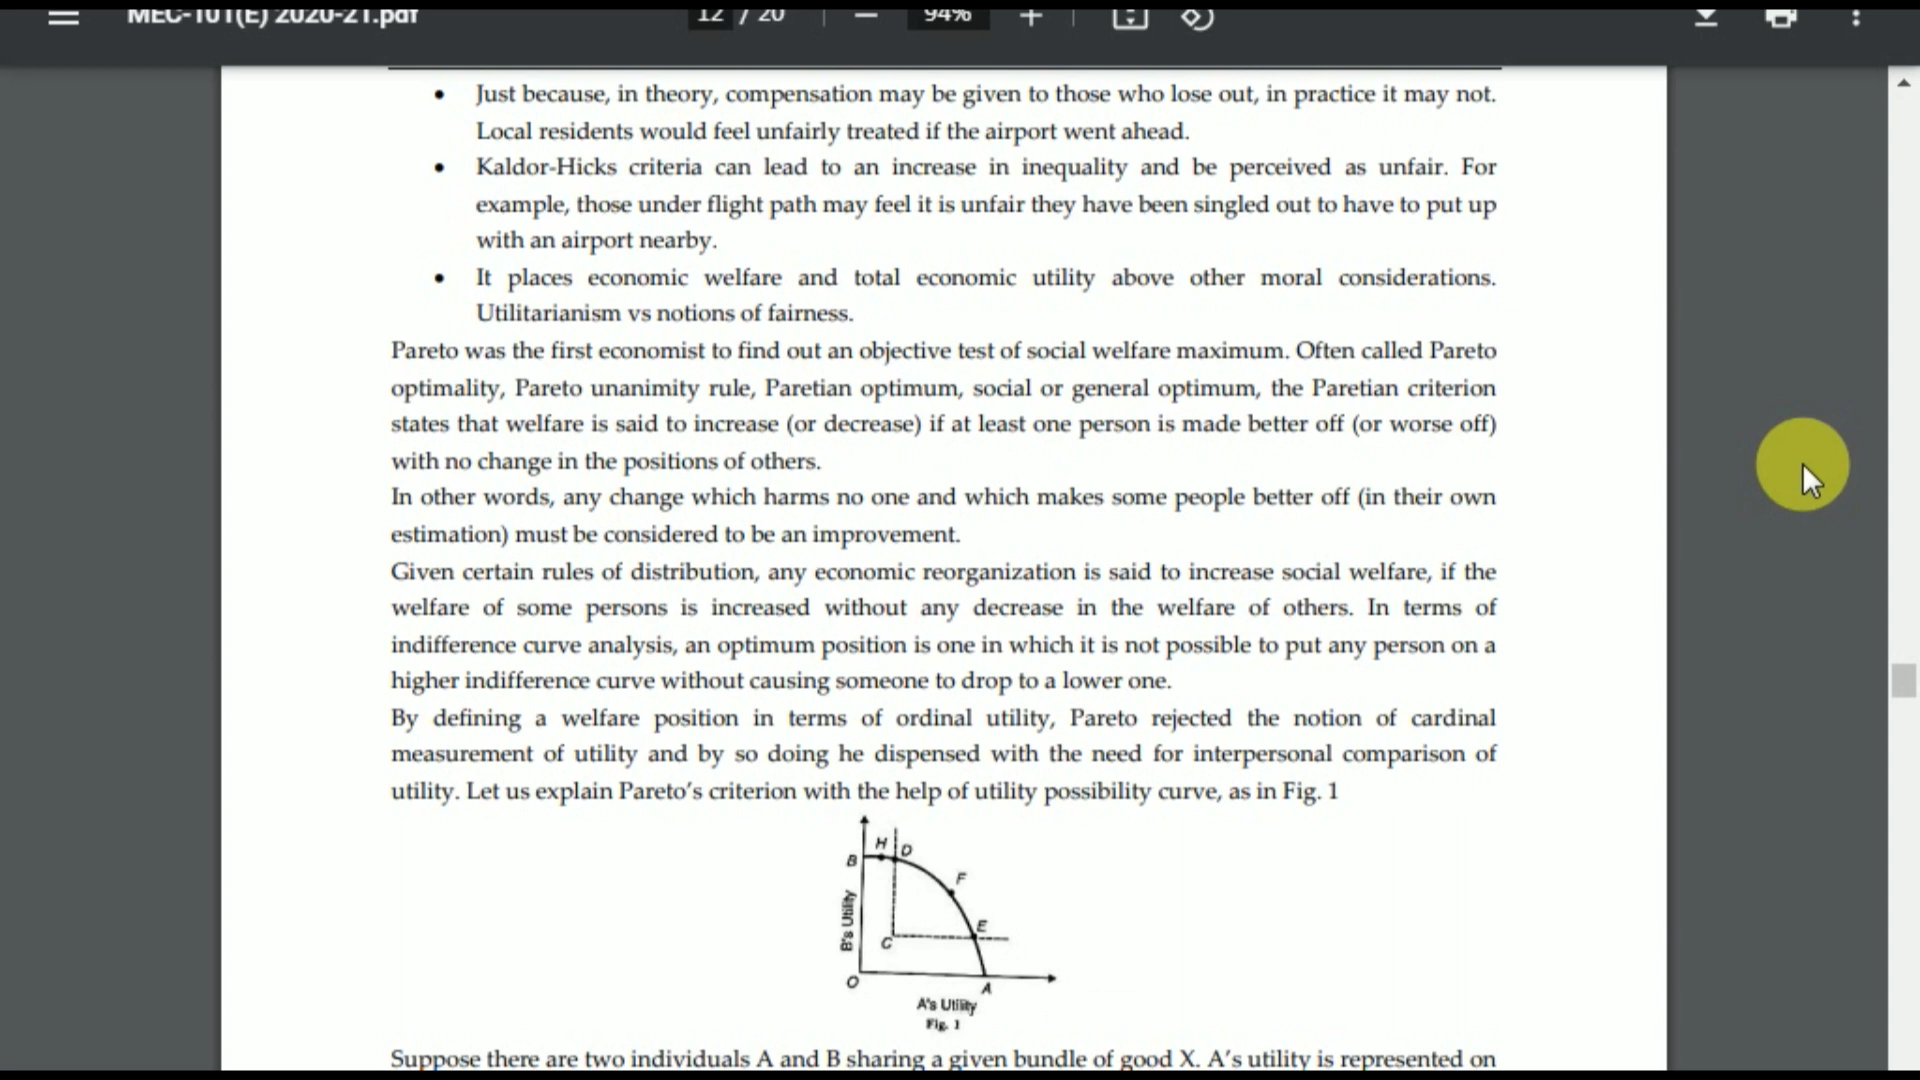 MEC-101(E) 2020-21.pdf 12 / 20 94%
• Just because, in theory, compensation may be given to those who lose out, in practice it may not.
Local residents would feel unfairly treated if the airport went ahead.
• Kaldor-Hicks criteria can lead to an increase in inequality and be perceived as unfair. For
example, those under flight path may feel it is unfair they have been singled out to have to put up
with an airport nearby.
• It places economic welfare and total economic utility above other moral considerations.
Utilitarianism vs notions of fairness.
Pareto was the first economist to find out an objective test of social welfare maximum. Often called Pareto
optimality, Pareto unanimity rule, Paretian optimum, social or general optimum, the Paretian criterion
states that welfare is said to increase (or decrease) if at least one person is made better off (or worse off)
with no change in the positions of others.
In other words, any change which harms no one and which makes some people better off (in their own
estimation) must be considered to be an improvement.
Given certain rules of distribution, any economic reorganization is said to increase social welfare, if the
welfare of some persons is increased without any decrease in the welfare of others. In terms of
indifference curve analysis, an optimum position is one in which it is not possible to put any person on a
higher indifference curve without causing someone to drop to a lower one.
By defining a welfare position in terms of ordinal utility, Pareto rejected the notion of cardinal
measurement of utility and by so doing he dispensed with the need for interpersonal comparison of
utility. Let us explain Pareto's criterion with the help of utility possibility curve, as in Fig. 1
H D
B
F
B's Utility
E
C
O
A
A's Utility
Fig. 1
Suppose there are two individuals A and B sharing a given bundle of good X. A's utility is represented on